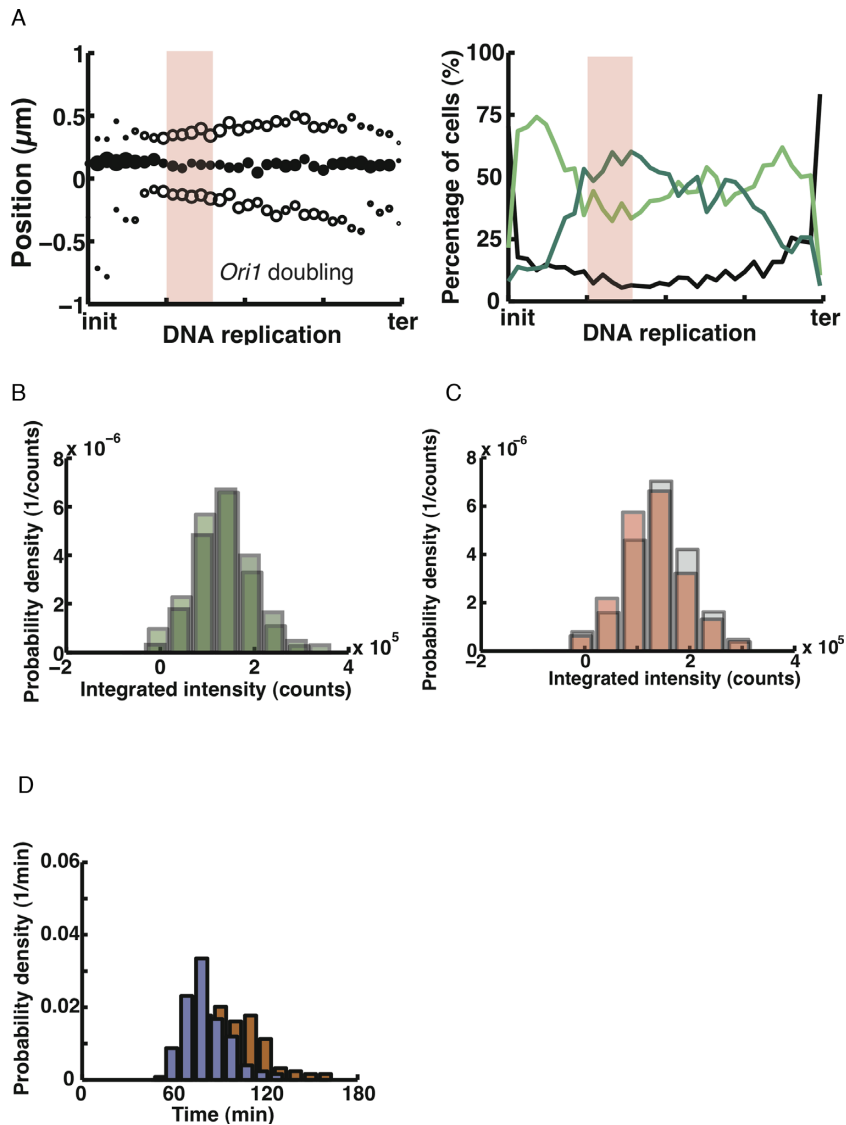 A
Position (µm)
1
0.5
0
−0.5
−1
Ori1 doubling
init
DNA replication
ter
Percentage of cells (%)
100
75
50
25
0
init
DNA replication
ter
B
Probability density (1/counts)
x 10⁻⁶
8
6
4
2
0
−2
0
2
4
x 10⁵
Integrated intensity (counts)
C
Probability density (1/counts)
x 10⁻⁶
8
6
4
2
0
−2
0
2
4
x 10⁵
Integrated intensity (counts)
D
Probability density (1/min)
0.06
0.04
0.02
0
0
60
120
180
Time (min)